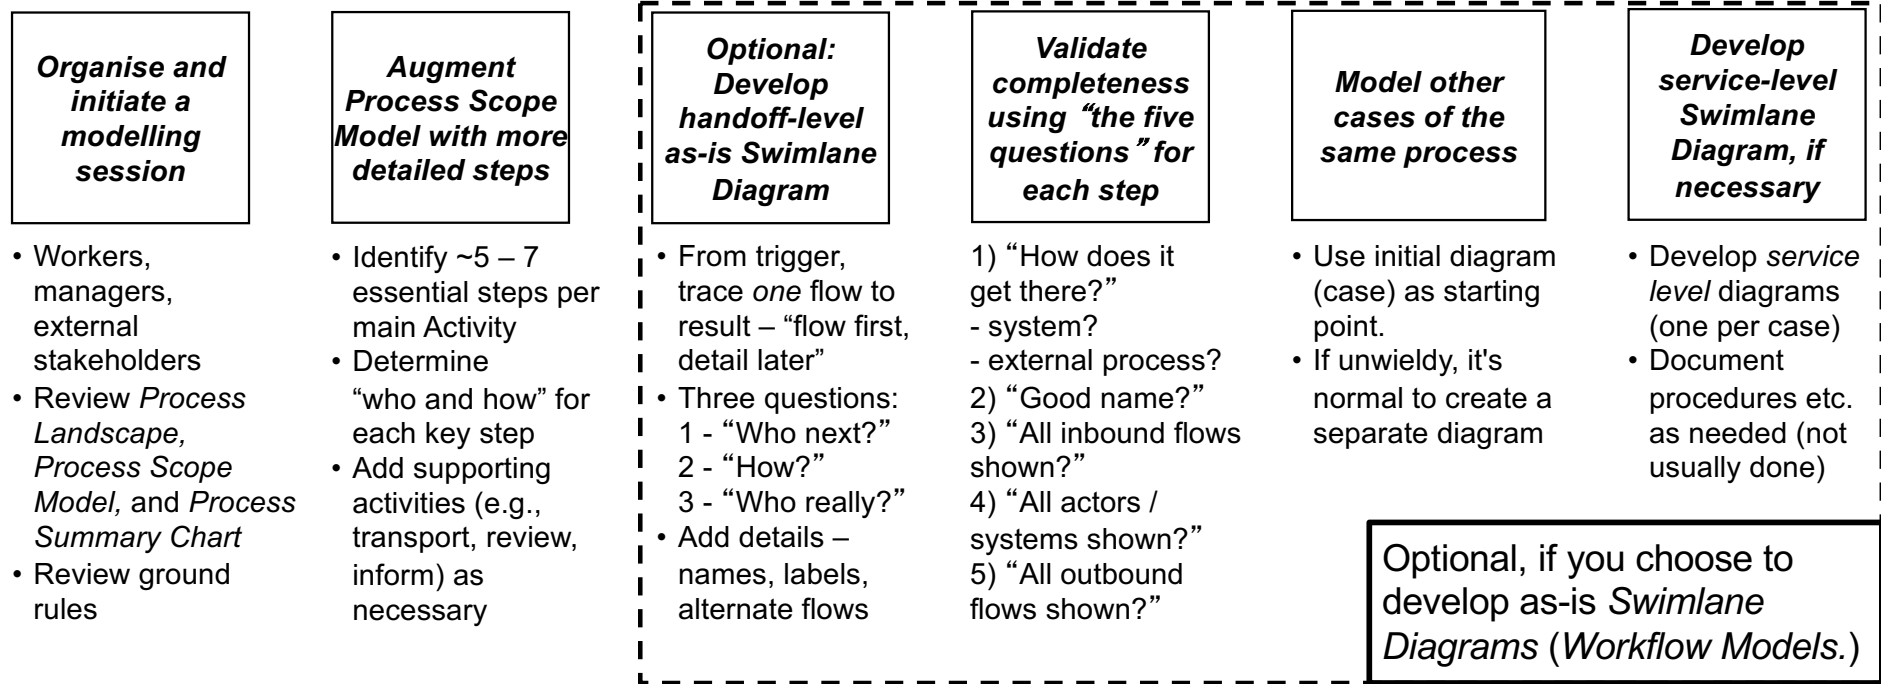 Organise and
initiate a
modelling
session
• Workers,
managers,
external
stakeholders
• Review Process
Landscape,
Process Scope
Model, and Process
Summary Chart
• Review ground
rules
Augment
Process Scope
Model with more
detailed steps
• Identify ~5 – 7
essential steps per
main Activity
• Determine
“who and how” for
each key step
• Add supporting
activities (e.g.,
transport, review,
inform) as
necessary
Optional:
Develop
handoff-level
as-is Swimlane
Diagram
• From trigger,
trace one flow to
result – “flow first,
detail later”
• Three questions:
1 - “Who next?”
2 - “How?”
3 - “Who really?”
• Add details –
names, labels,
alternate flows
Validate
completeness
using “the five
questions” for
each step
1) “How does it
get there?”
- system?
- external process?
2) “Good name?”
3) “All inbound flows
shown?”
4) “All actors /
systems shown?”
5) “All outbound
flows shown?”
Model other
cases of the
same process
• Use initial diagram
(case) as starting
point.
• If unwieldy, it's
normal to create a
separate diagram
Develop
service-level
Swimlane
Diagram, if
necessary
• Develop service
level diagrams
(one per case)
• Document
procedures etc.
as needed (not
usually done)
Optional, if you choose to
develop as-is Swimlane
Diagrams (Workflow Models.)